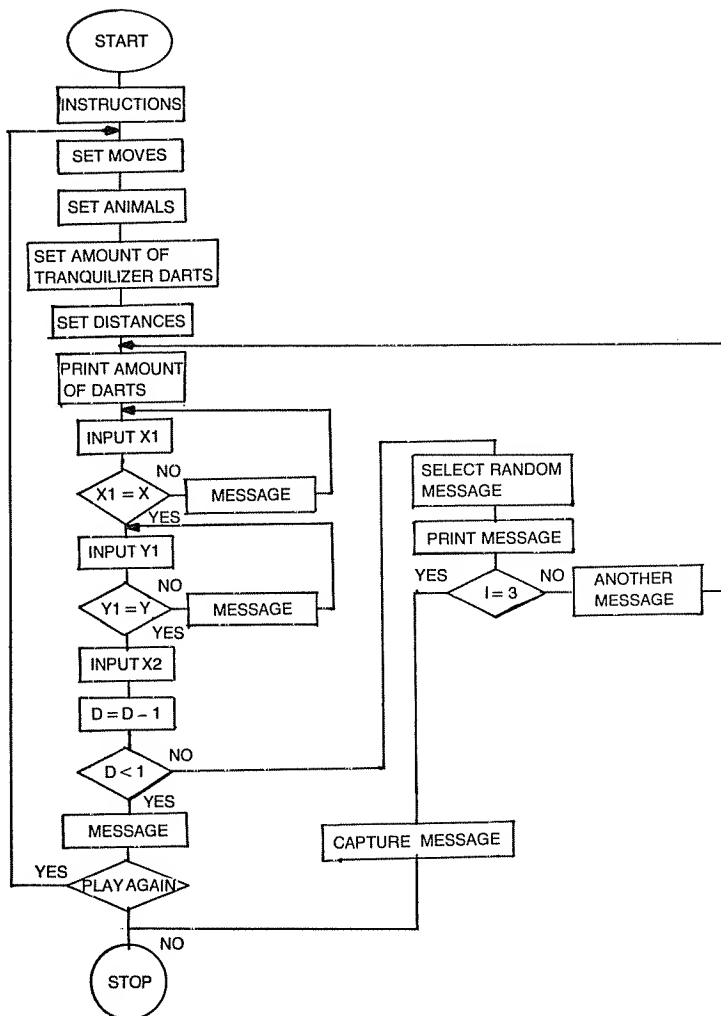 START
INSTRUCTIONS
SET MOVES
SET ANIMALS
SET AMOUNT OF
TRANQUILIZER DARTS
SET DISTANCES
PRINT AMOUNT
OF DARTS
INPUT X1
X1 = X
NO
MESSAGE
YES
INPUT Y1
Y1 = Y
NO
MESSAGE
YES
INPUT X2
D = D – 1
D < 1
NO
YES
MESSAGE
PLAY AGAIN
YES
NO
STOP
SELECT RANDOM
MESSAGE
PRINT MESSAGE
I = 3
YES
NO
ANOTHER
MESSAGE
CAPTURE MESSAGE